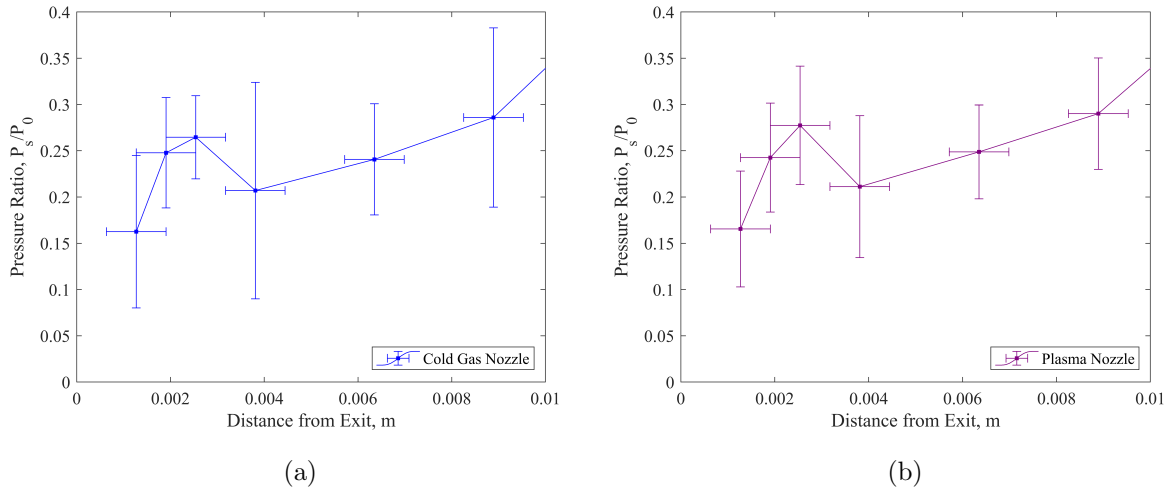 0.4
0.35
0.3
0.25
0.2
0.15
0.1
0.05
0
Pressure Ratio, P_s/P_0
0 0.002 0.004 0.006 0.008 0.01
Distance from Exit, m
Cold Gas Nozzle
(a)
0.4
0.35
0.3
0.25
0.2
0.15
0.1
0.05
0
Pressure Ratio, P_s/P_0
0 0.002 0.004 0.006 0.008 0.01
Distance from Exit, m
Plasma Nozzle
(b)